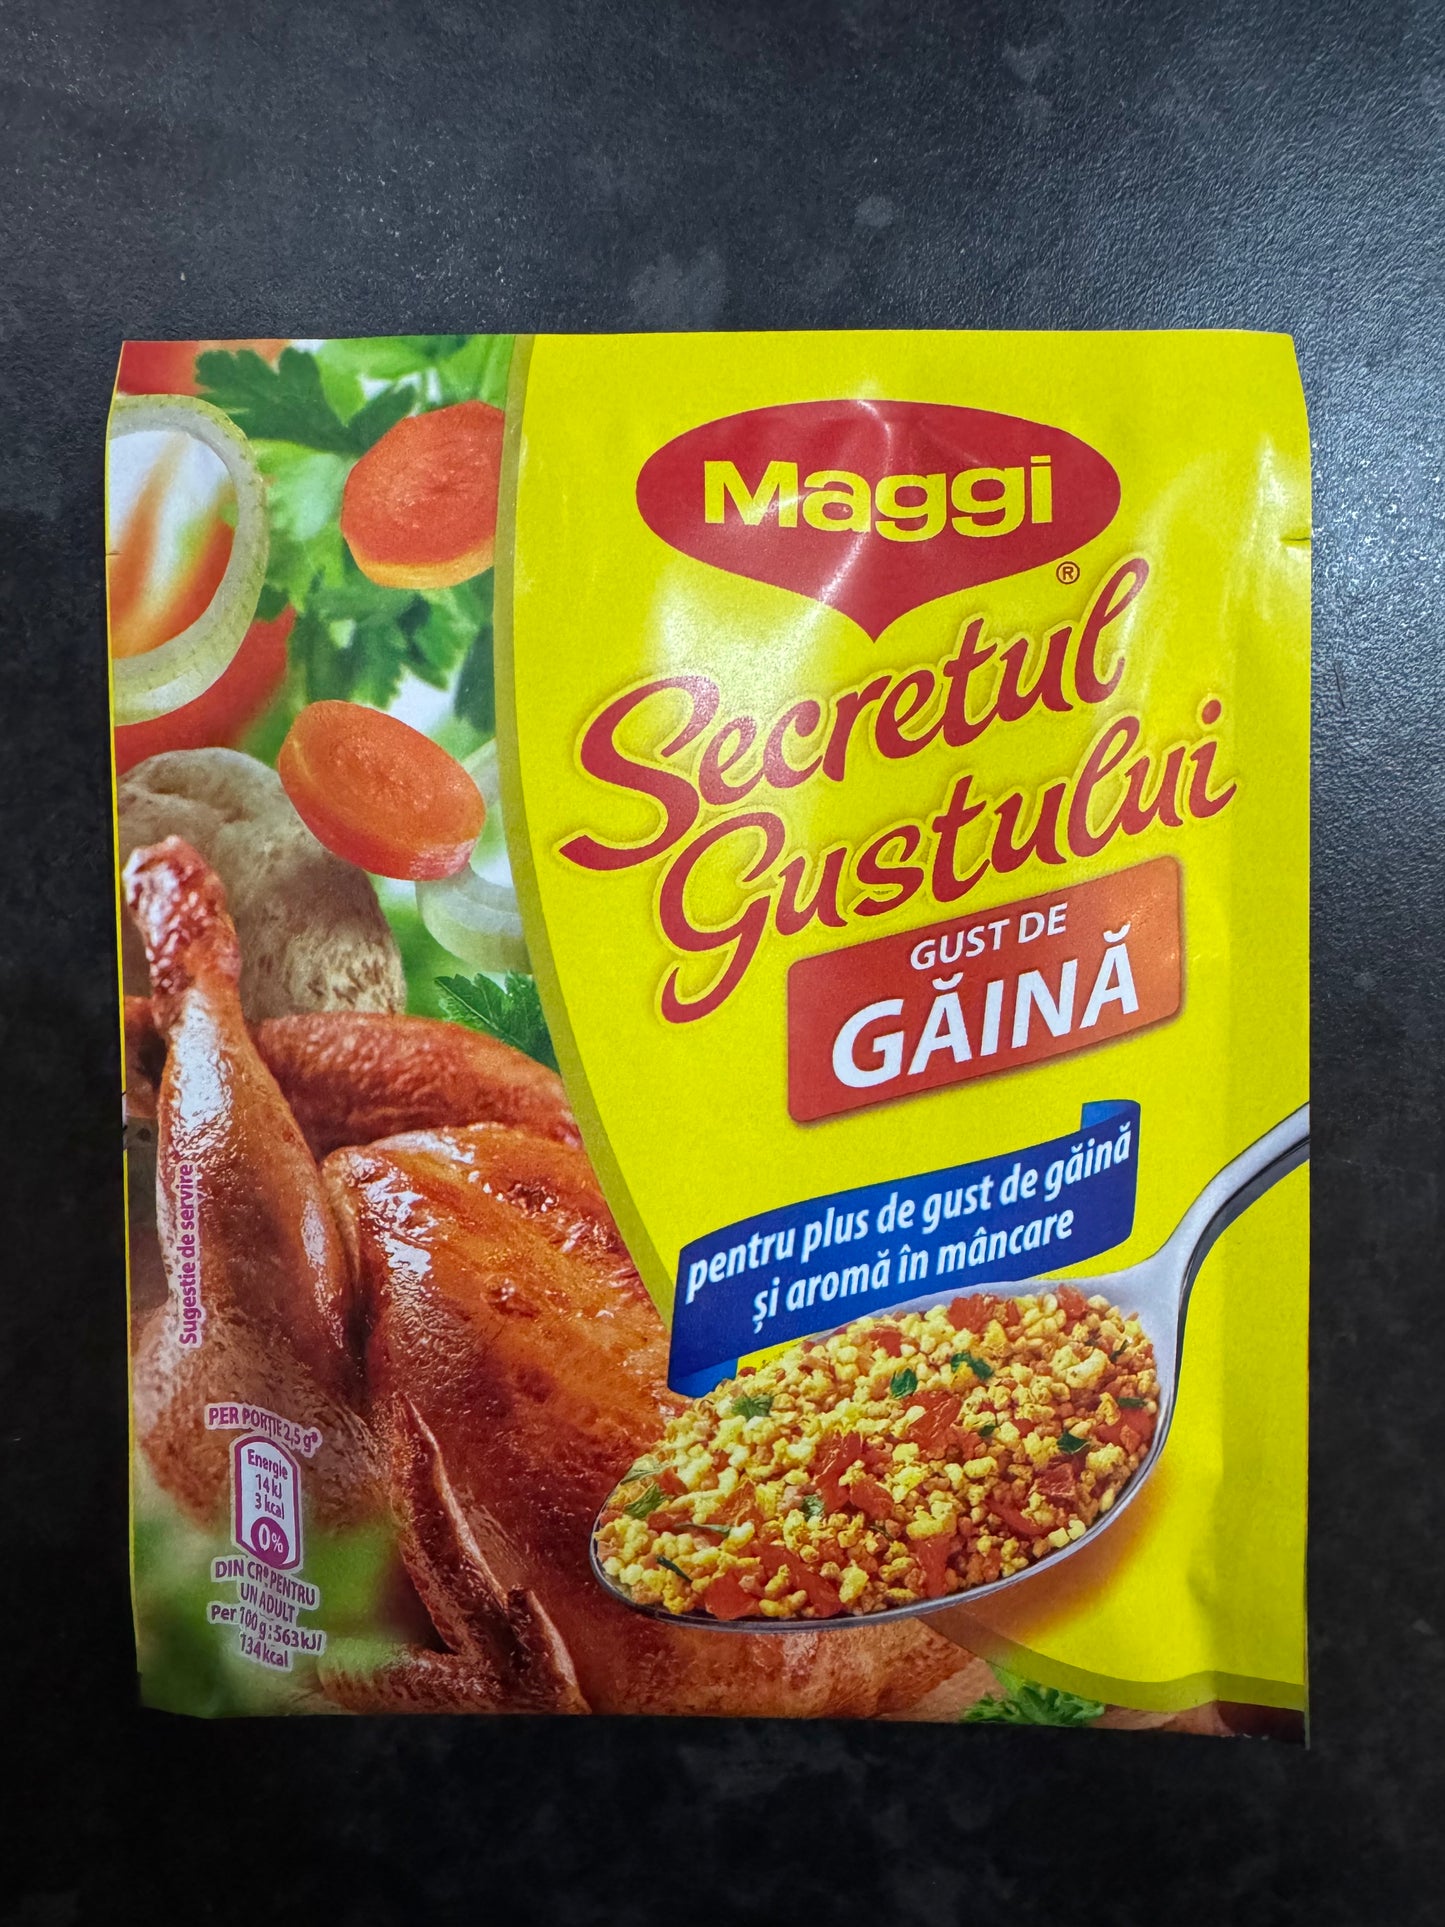 Maggi
®
Secretul
Gustului
GUST DE
GĂINĂ
pentru plus de gust de găină
și aromă în mâncare
Sugestie de servire
PER PORȚIE 2,5 g*
Energie
14 kJ
3 kcal
0%
DIN CR* PENTRU
UN ADULT
Per 100 g: 563 kJ/
134 kcal